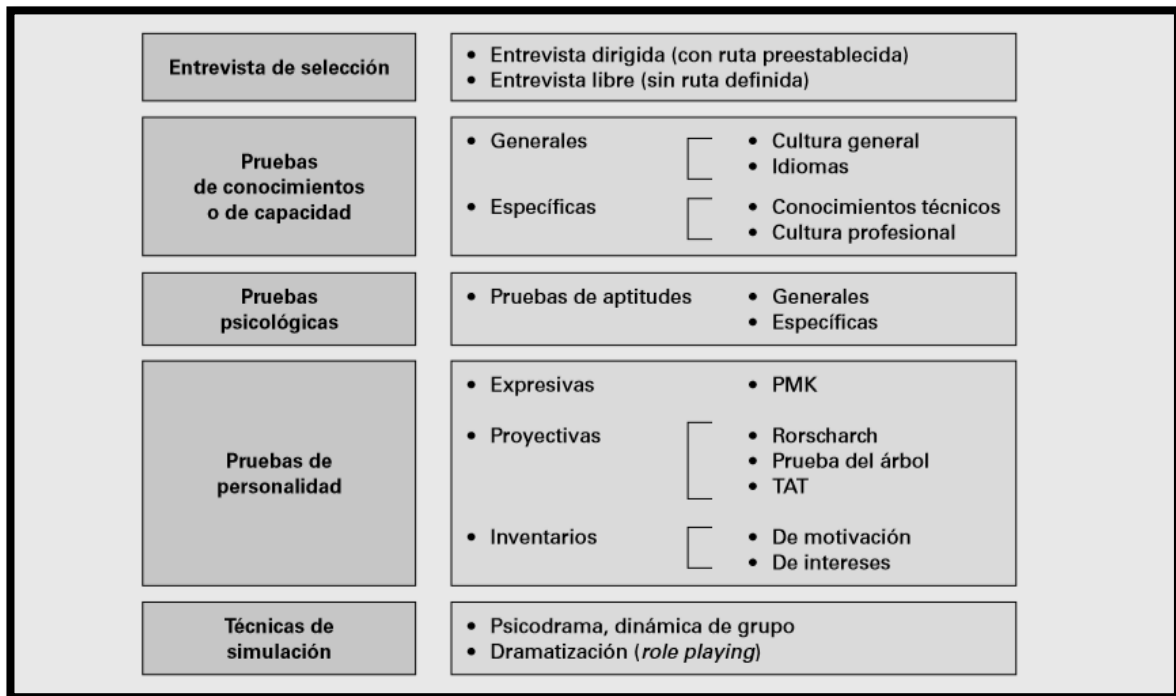 Entrevista de selección
• Entrevista dirigida (con ruta preestablecida)
• Entrevista libre (sin ruta definida)
Pruebas
de conocimientos
o de capacidad
• Generales
• Cultura general
• Idiomas
• Específicas
• Conocimientos técnicos
• Cultura profesional
Pruebas
psicológicas
• Pruebas de aptitudes
• Generales
• Específicas
Pruebas de
personalidad
• Expresivas
• PMK
• Proyectivas
• Rorscharch
• Prueba del árbol
• TAT
• Inventarios
• De motivación
• De intereses
Técnicas de
simulación
• Psicodrama, dinámica de grupo
• Dramatización (role playing)